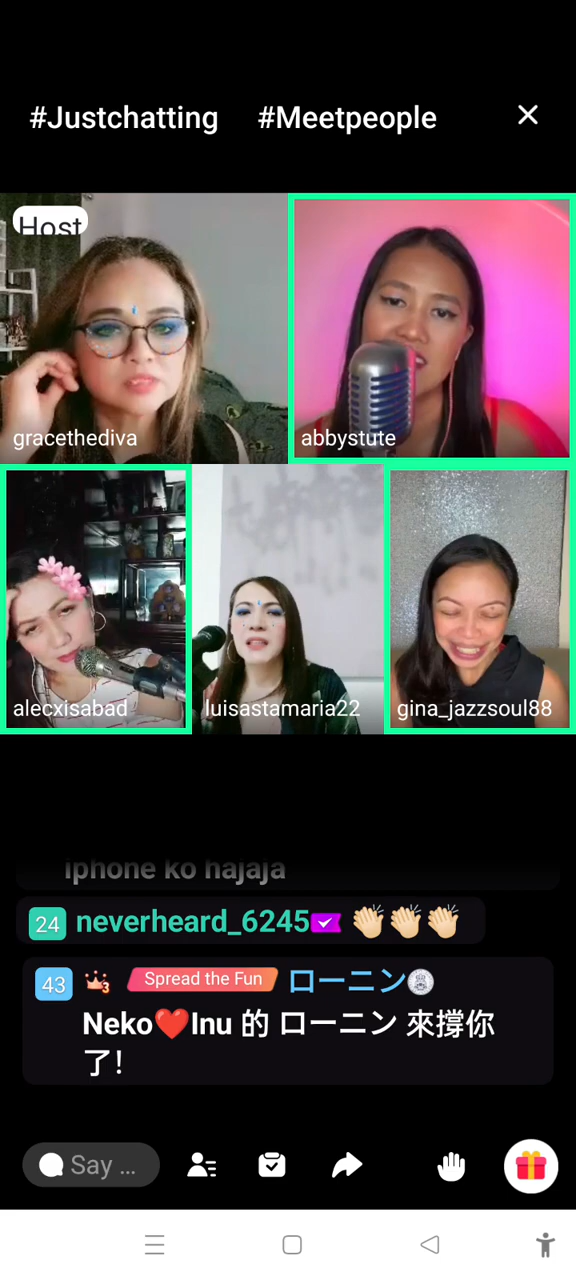 #Justchatting #Meetpeople
Host
gracethediva
abbystute
alecxisabad
luisastamaria22
gina_jazzsoul88
iphone ko hajaja
24 neverheard_6245 👏🏻👏🏻👏🏻
43 3 Spread the Fun ローニン
Neko❤️Inu 的 ローニン 來撐你
了!
Say ...